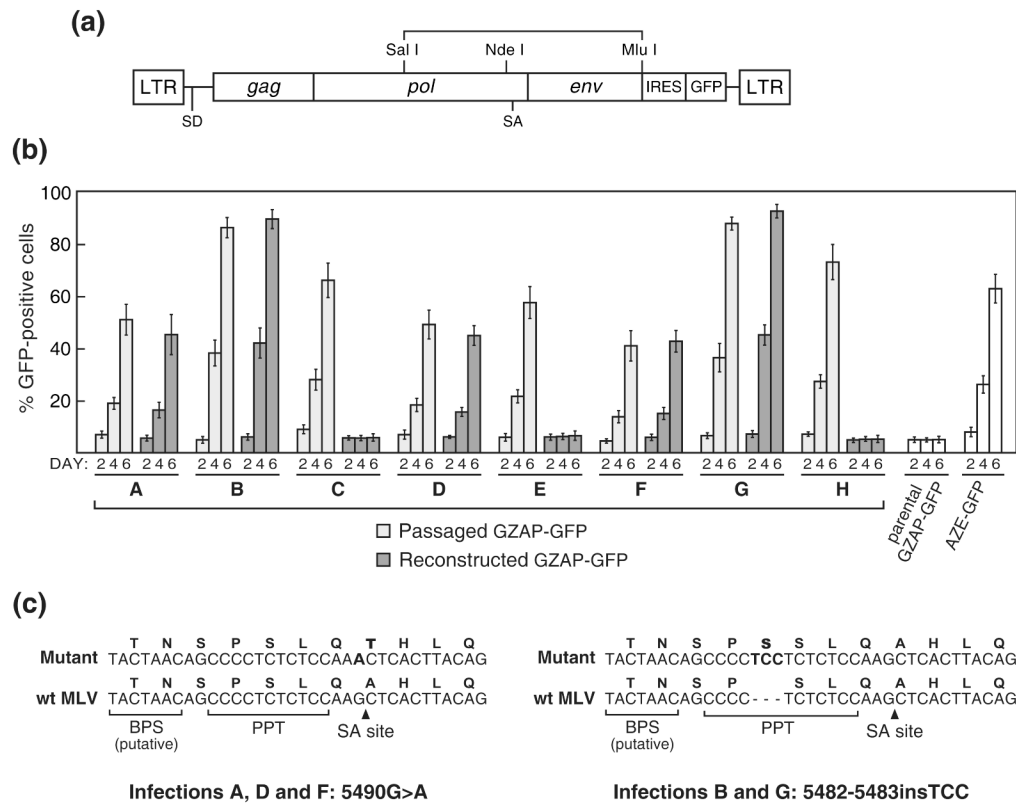 (a)
Sal I Nde I Mlu I
LTR gag pol env IRES GFP LTR
SD SA
(b)
% GFP-positive cells
100
80
60
40
20
DAY: 2 4 6 2 4 6 2 4 6 2 4 6 2 4 6 2 4 6 2 4 6 2 4 6 2 4 6 2 4 6 2 4 6 2 4 6 2 4 6 2 4 6 2 4 6 2 4 6 2 4 6 2 4 6
A B C D E F G H
parental GZAP-GFP
AZE-GFP
Passaged GZAP-GFP
Reconstructed GZAP-GFP
(c)
T N S P S L Q T H L Q
Mutant TACTAACAGCCCCTCTCTCCAAACTCACTTACAG
T N S P S L Q A H L Q
wt MLV TACTAACAGCCCCTCTCTCCAAGCTCACTTACAG
BPS (putative) PPT SA site
Infections A, D and F: 5490G>A
T N S P S S L Q A H L Q
Mutant TACTAACAGCCCCTCCTCTCTCCAAGCTCACTTACAG
T N S P S L Q A H L Q
wt MLV TACTAACAGCCCC---TCTCTCCAAGCTCACTTACAG
BPS (putative) PPT SA site
Infections B and G: 5482-5483insTCC